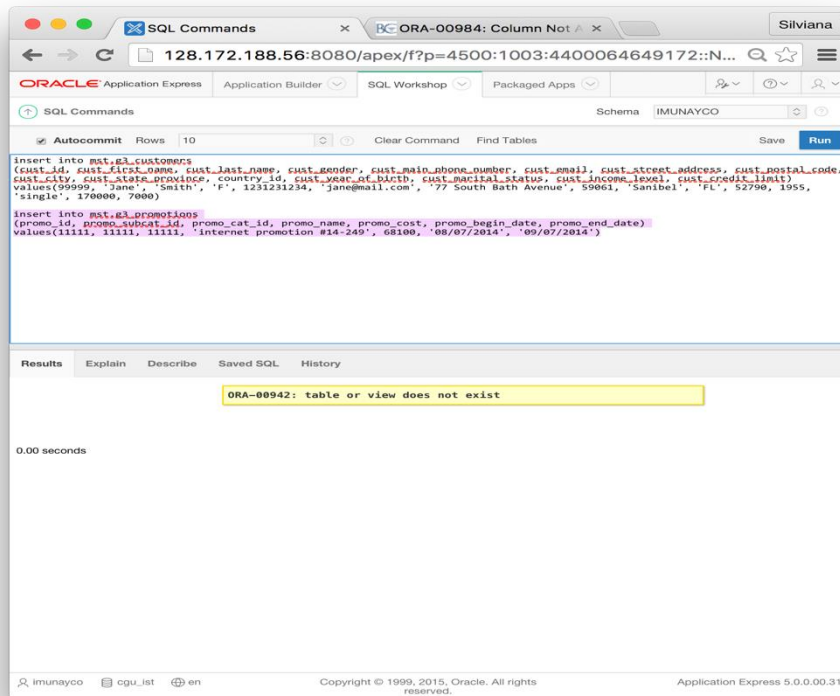 SQL Commands
ORA-00984: Column Not A
Silviana
128.172.188.56:8080/apex/f?p=4500:1003:4400064649172::N...
ORACLE Application Express
Application Builder
SQL Workshop
Packaged Apps
SQL Commands
Schema IMUNAYCO
Autocommit Rows 10 Clear Command Find Tables Save Run
insert into mst.g3_customers
(cust_id, cust_first_name, cust_last_name, cust_gender, cust_main_phone_number, cust_email, cust_street_address, cust_postal_code,
cust_city, cust_state_province, country_id, cust_year_of_birth, cust_marital_status, cust_income_level, cust_credit_limit)
values(99999, 'Jane', 'Smith', 'F', 1231231234, 'jane@mail.com', '77 South Bath Avenue', 59061, 'Sanibel', 'FL', 52790, 1955,
'single', 170000, 7000)
insert into mst.g3_promotions
(promo_id, promo_subcat_id, promo_cat_id, promo_name, promo_cost, promo_begin_date, promo_end_date)
values(11111, 11111, 11111, 'internet promotion #14-249', 68100, '08/07/2014', '09/07/2014')
Results Explain Describe Saved SQL History
ORA-00942: table or view does not exist
0.00 seconds
imunayco cgu_ist en
Copyright © 1999, 2015, Oracle. All rights
reserved.
Application Express 5.0.0.00.31